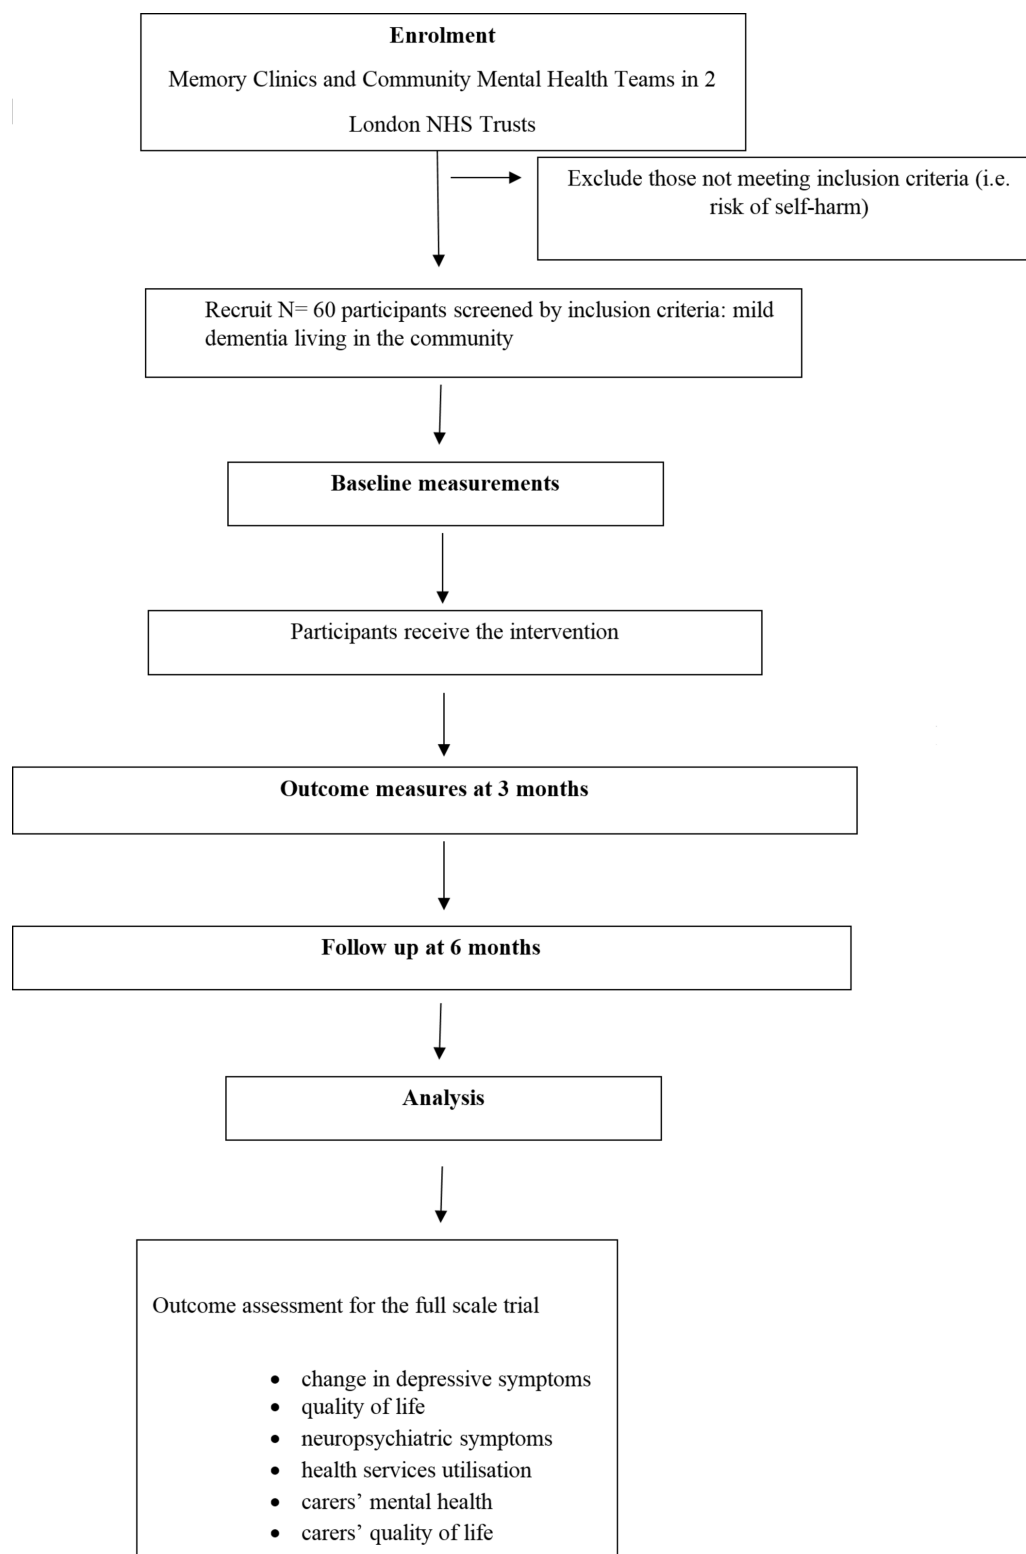 Enrolment
Memory Clinics and Community Mental Health Teams in 2
London NHS Trusts
Exclude those not meeting inclusion criteria (i.e.
risk of self-harm)
Recruit N= 60 participants screened by inclusion criteria: mild
dementia living in the community
Baseline measurements
Participants receive the intervention
Outcome measures at 3 months
Follow up at 6 months
Analysis
Outcome assessment for the full scale trial
• change in depressive symptoms
• quality of life
• neuropsychiatric symptoms
• health services utilisation
• carers’ mental health
• carers’ quality of life